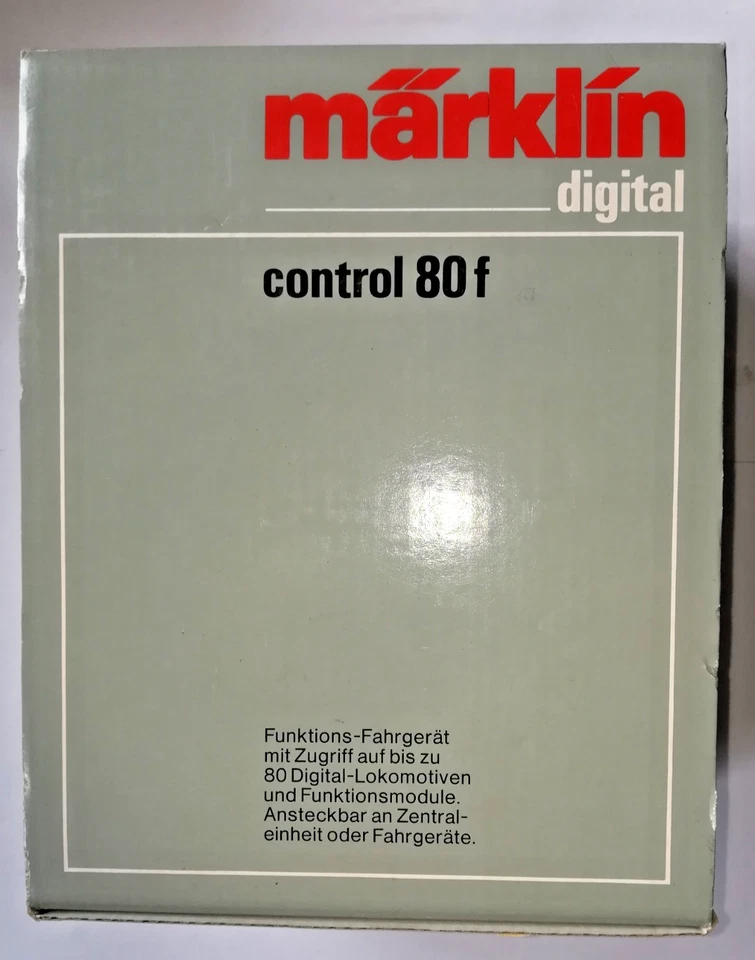 märklin
digital
control 80 f
Funktions-Fahrgerät
mit Zugriff auf bis zu
80 Digital-Lokomotiven
und Funktionsmodule.
Ansteckbar an Zentral-
einheit oder Fahrgeräte.